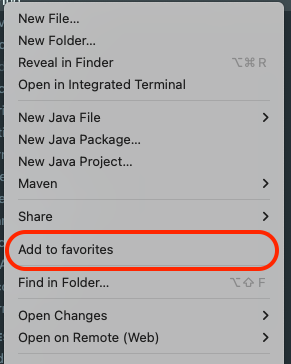 New File...
New Folder...
Reveal in Finder ⌥⌘R
Open in Integrated Terminal
New Java File
New Java Package...
New Java Project...
Maven
Share
Add to favorites
Find in Folder... ⌥⇧F
Open Changes
Open on Remote (Web)